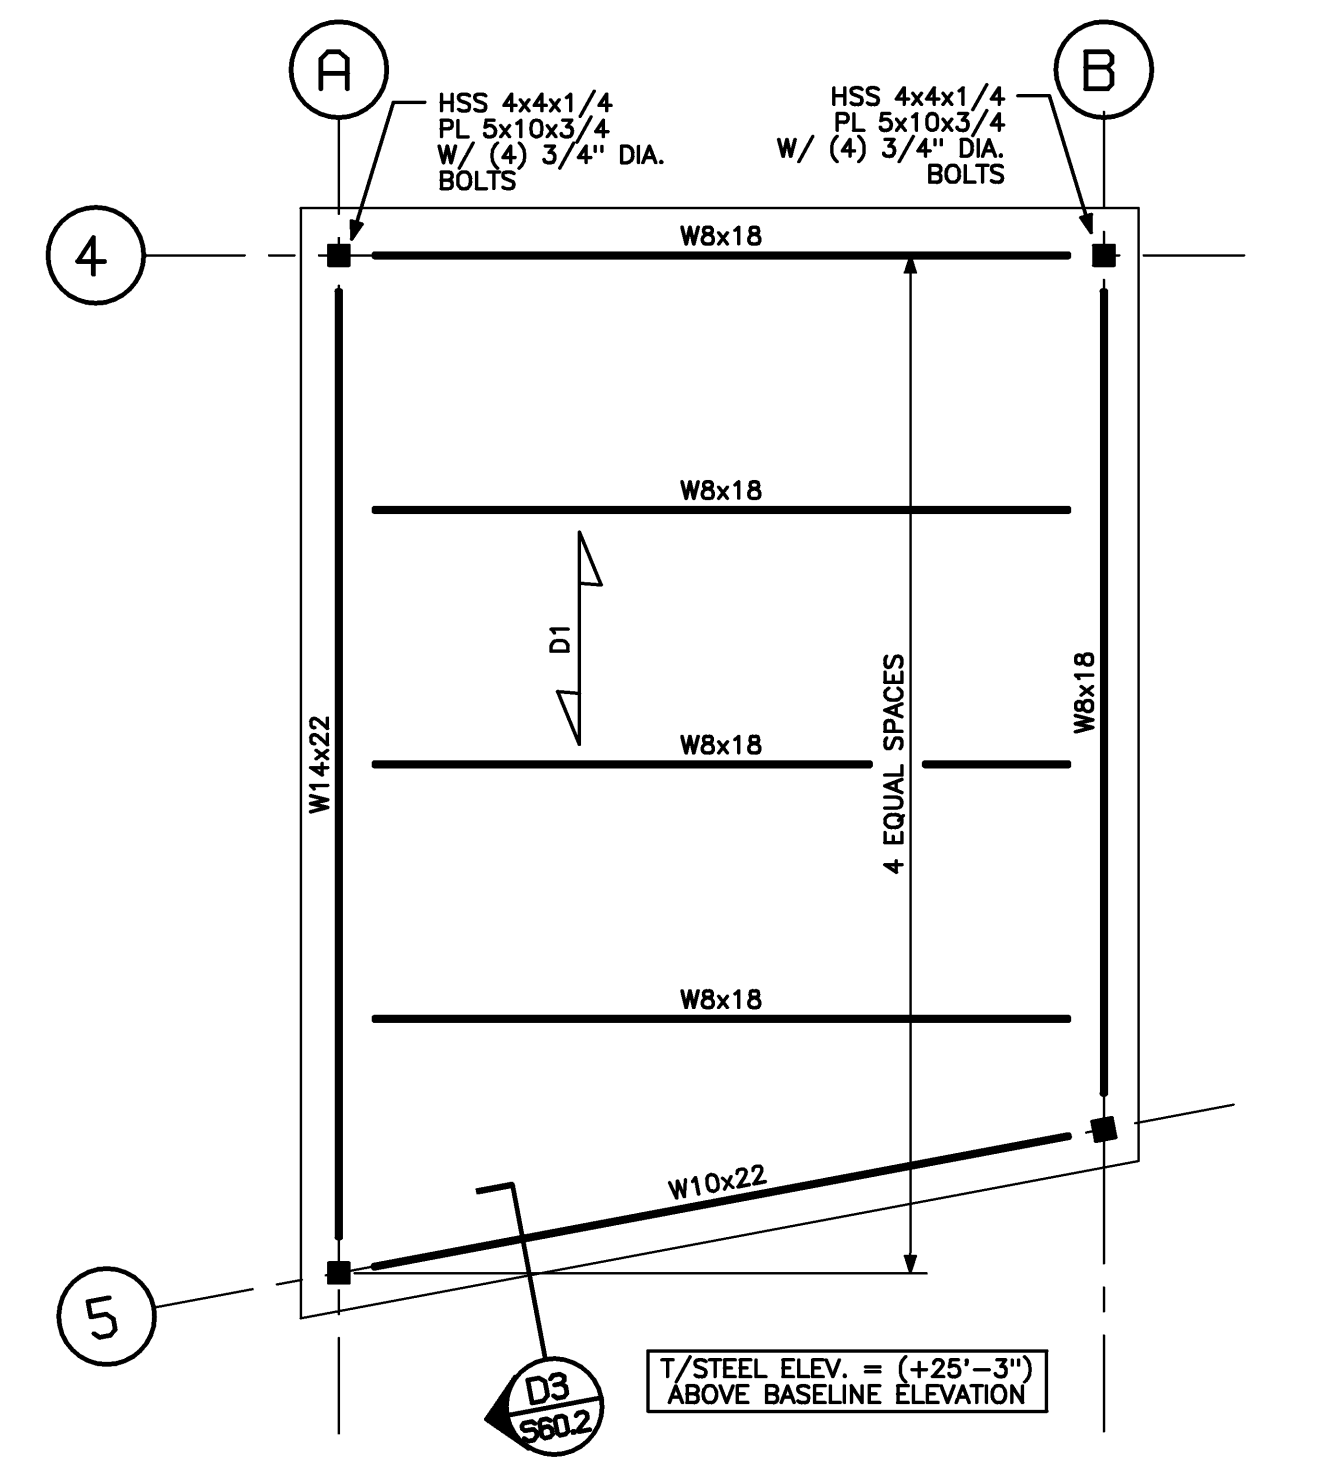 A
B
HSS 4x4x1/4
PL 5x10x3/4
W/ (4) 3/4" DIA.
BOLTS
HSS 4x4x1/4
PL 5x10x3/4
W/ (4) 3/4" DIA.
BOLTS
4
W8x18
W8x18
D1
W8x18
4 EQUAL SPACES
W8x18
W14x22
W8x18
W10x22
5
D3
S60.2
T/STEEL ELEV. = (+25'-3")
ABOVE BASELINE ELEVATION